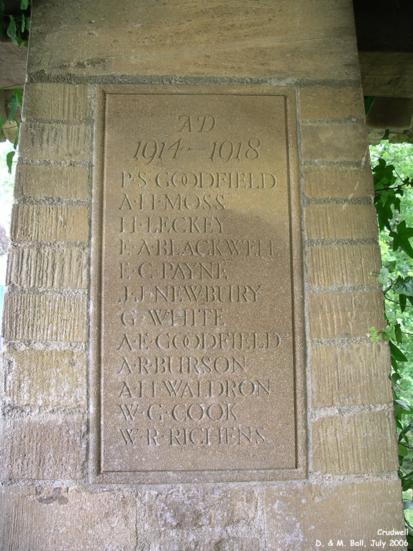 AD
1914–1918
P·S·GOODFIELD
A·H·MOSS
H·LECKEY
E·A·BLACKWELL
E·C·PAYNE
J·J·NEWBURY
G·WHITE
A·E·GOODFIELD
A·R·BURSON
A·H·WALDRON
W·G·COOK
W·R·RICHENS
Crudwell
D. & M. Ball, July 2006